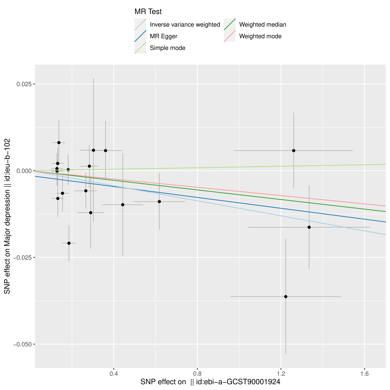 MR Test
Inverse variance weighted
Weighted median
MR Egger
Weighted mode
Simple mode
0.025
0.000
−0.025
−0.050
SNP effect on Major depression || id:ieu−b−102
0.4
0.8
1.2
1.6
SNP effect on || id:ebi−a−GCST90001924